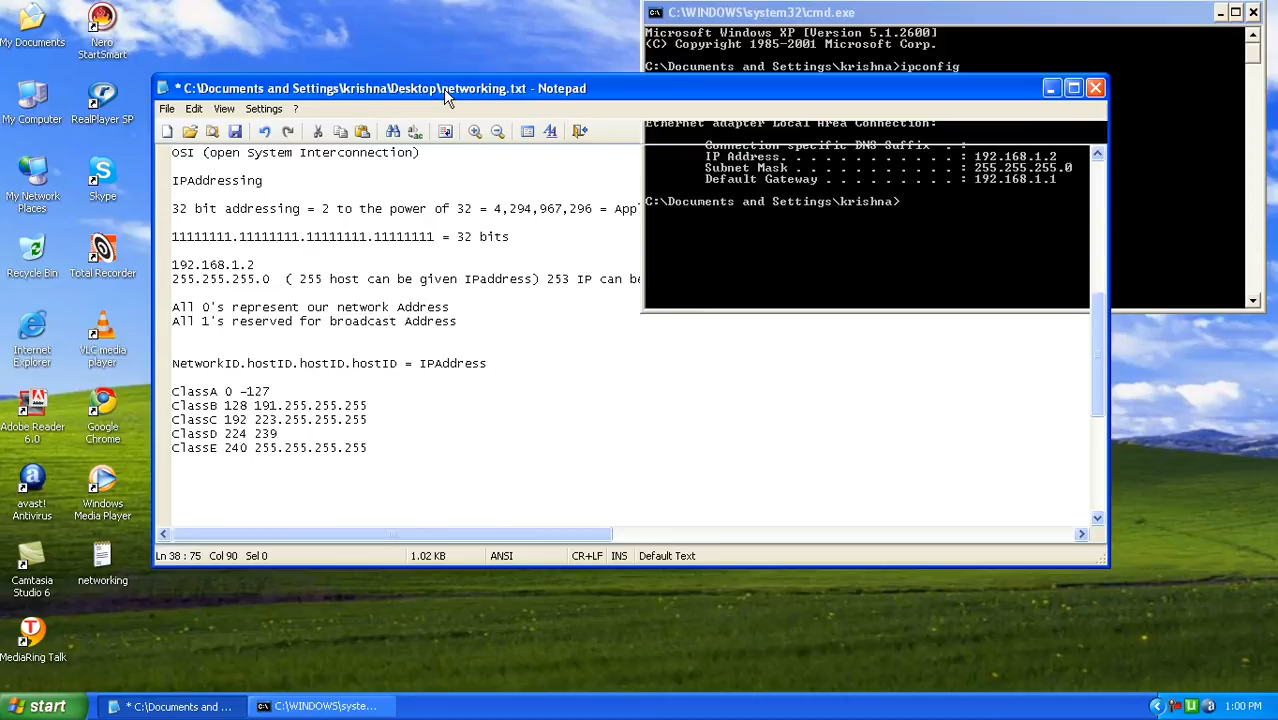 My Documents
Nero StartSmart
My Computer
RealPlayer SP
My Network Places
Skype
Recycle Bin
Total Recorder
Internet Explorer
VLC media player
Adobe Reader 6.0
Google Chrome
avast! Antivirus
Windows Media Player
Camtasia Studio 6
networking
MediaRing Talk
C:\WINDOWS\system32\cmd.exe
Microsoft Windows XP [Version 5.1.2600]
(C) Copyright 1985-2001 Microsoft Corp.
C:\Documents and Settings\krishna>ipconfig
* C:\Documents and Settings\krishna\Desktop\networking.txt - Notepad
File Edit View Settings ?
Ethernet adapter Local Area Connection:
Connection specific DNS Suffix . :
IP Address. . . . . . . . . . . . : 192.168.1.2
Subnet Mask . . . . . . . . . . . : 255.255.255.0
Default Gateway . . . . . . . . . : 192.168.1.1
C:\Documents and Settings\krishna>
OSI (open System Interconnection)
IPAddressing
32 bit addressing = 2 to the power of 32 = 4,294,967,296 = App
11111111.11111111.11111111.11111111 = 32 bits
192.168.1.2
255.255.255.0 ( 255 host can be given IPaddress) 253 IP can be
All 0's represent our network Address
All 1's reserved for broadcast Address
NetworkID.hostID.hostID.hostID = IPAddress
ClassA 0 -127
ClassB 128 191.255.255.255
ClassC 192 223.255.255.255
ClassD 224 239
ClassE 240 255.255.255.255
Ln 38 : 75 Col 90 Sel 0 1.02 KB ANSI CR+LF INS Default Text
start
* C:\Documents and ...
C:\WINDOWS\syste...
1:00 PM